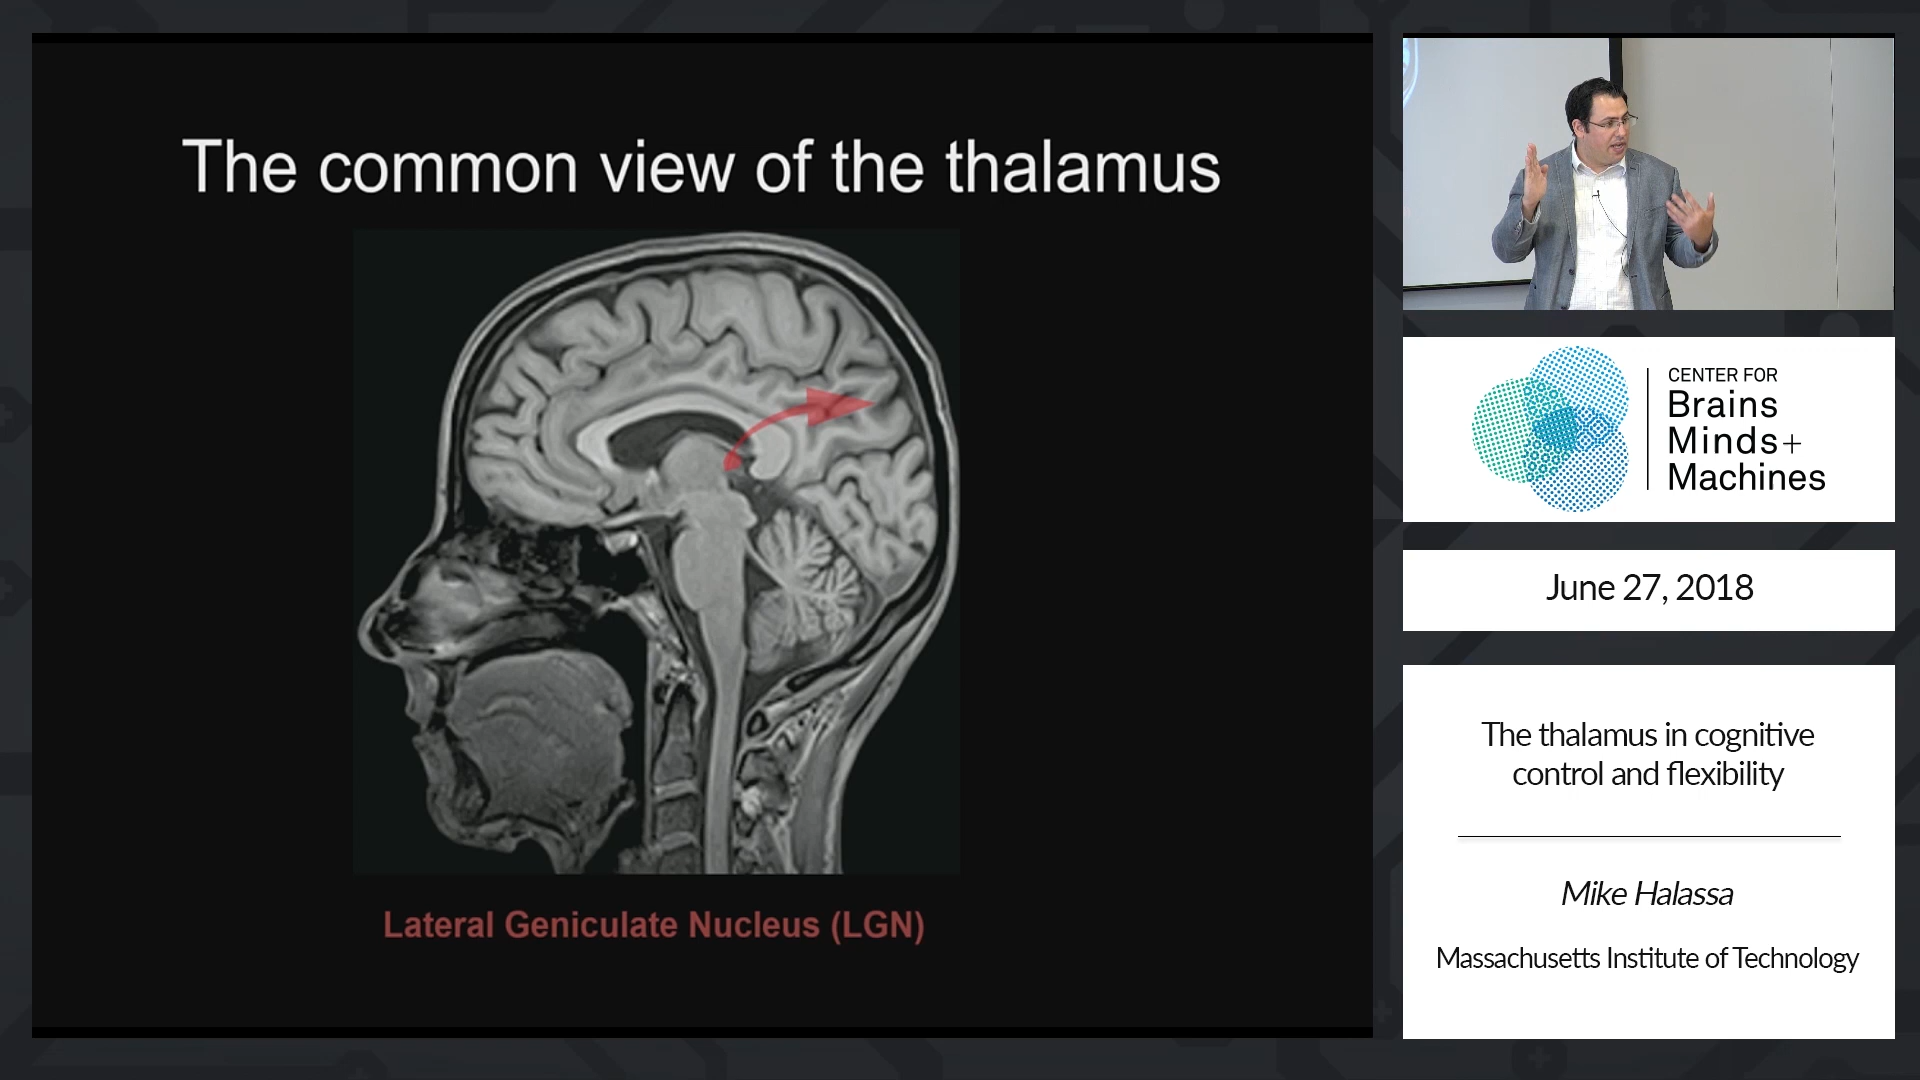 The common view of the thalamus
Lateral Geniculate Nucleus (LGN)
CENTER FOR
Brains
Minds+
Machines
June 27, 2018
The thalamus in cognitive
control and flexibility
Mike Halassa
Massachusetts Institute of Technology